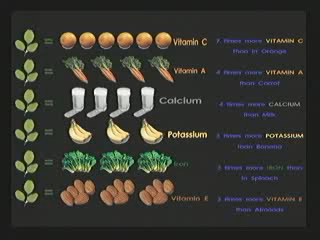 Vitamin C
7 times more VITAMIN C
than in Orange
Vitamin A
4 times more VITAMIN A
than Carrot
Calcium
4 times more CALCIUM
than Milk
Potassium
3 times more POTASSIUM
than Banana
Iron
3 times more IRON than
in Spinach
Vitamin E
3 times more VITAMIN E
than Almonds